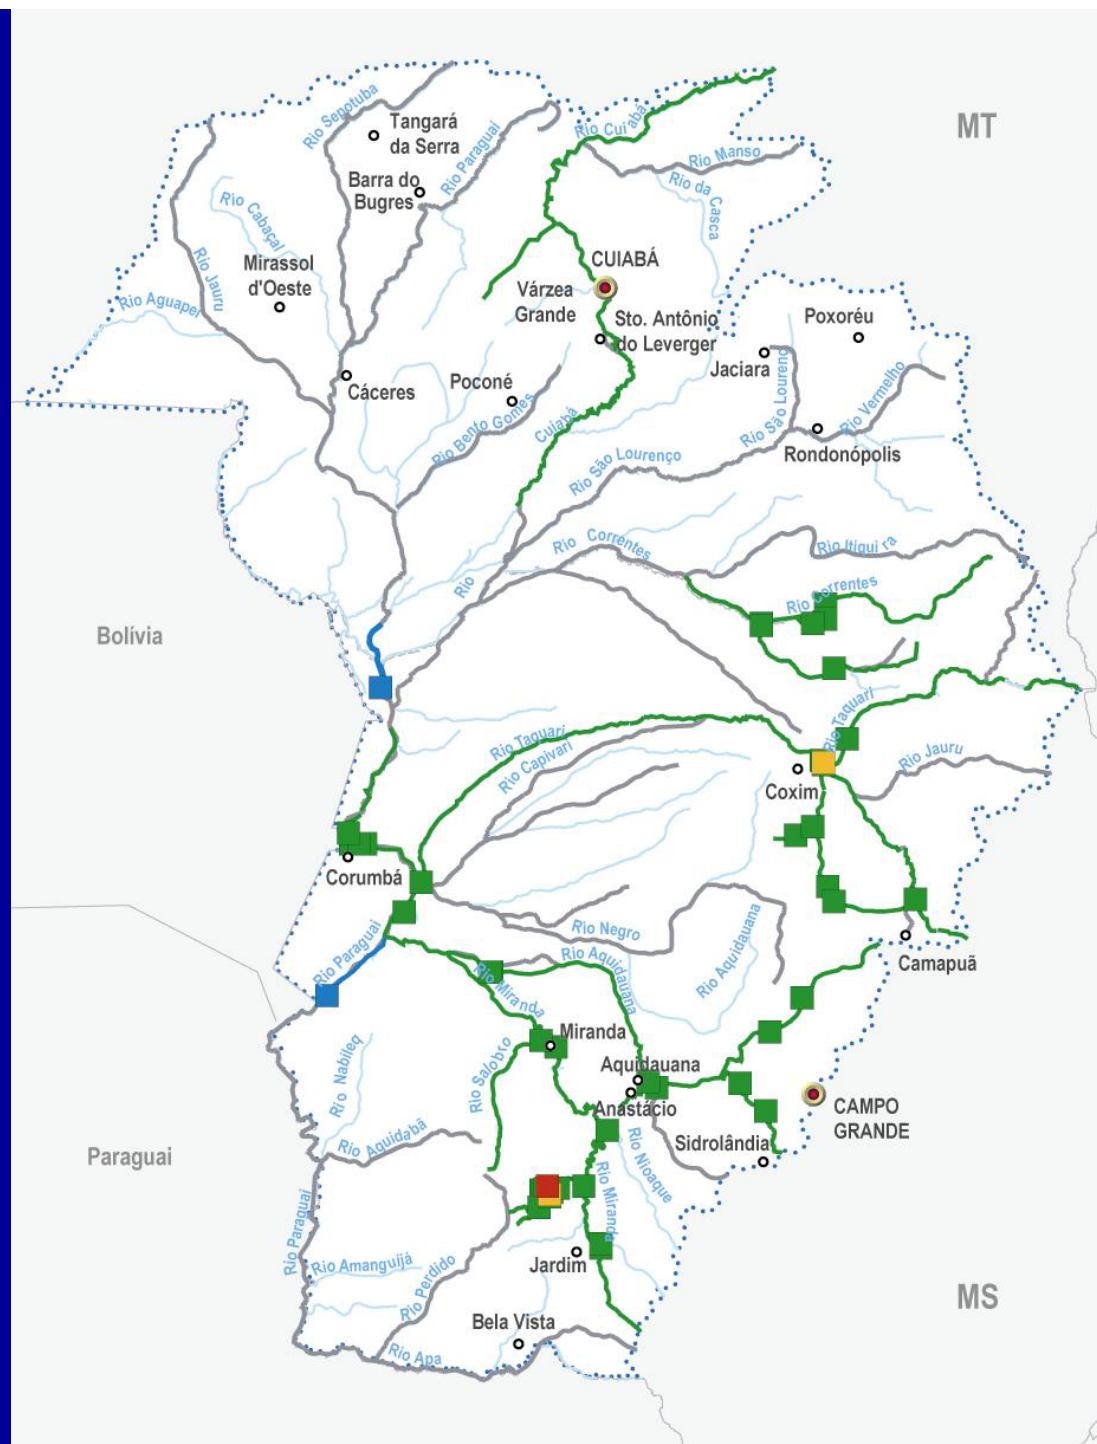 MT
Rio Sepotuba
Tangará
da Serra
Rio Paraguai
Rio Cuiabá
Rio Manso
Rio da Casca
Barra do
Bugres
Rio Cabaçal
Rio Jauru
Mirassol
d'Oeste
Rio Aguapeí
CUIABÁ
Várzea
Grande
Sto. Antônio
do Leverger
Poxoréu
Jaciara
Rio São Lourenço
Rio Vermelho
Cáceres
Poconé
Rio Bento Gomes
Cuiabá
Rio São Lourenço
Rondonópolis
Rio Correntes
Rio Itiquira
Rio
Rio Correntes
Bolívia
Rio Taquari
Rio Taquari
Rio Capivari
Rio Jauru
Coxim
Corumbá
Rio Negro
Rio Aquidauana
Camapuã
Rio Paraguai
Rio Aquidauana
Rio Miranda
Miranda
Rio Nabileq
Rio Salobro
Aquidauana
Anastácio
CAMPO
GRANDE
Rio Aquidabã
Sidrolândia
Paraguai
Rio Nioaque
Rio Miranda
Rio Paraguai
Rio Amanguijá
Rio Perdido
Jardim
MS
Bela Vista
Rio Apa